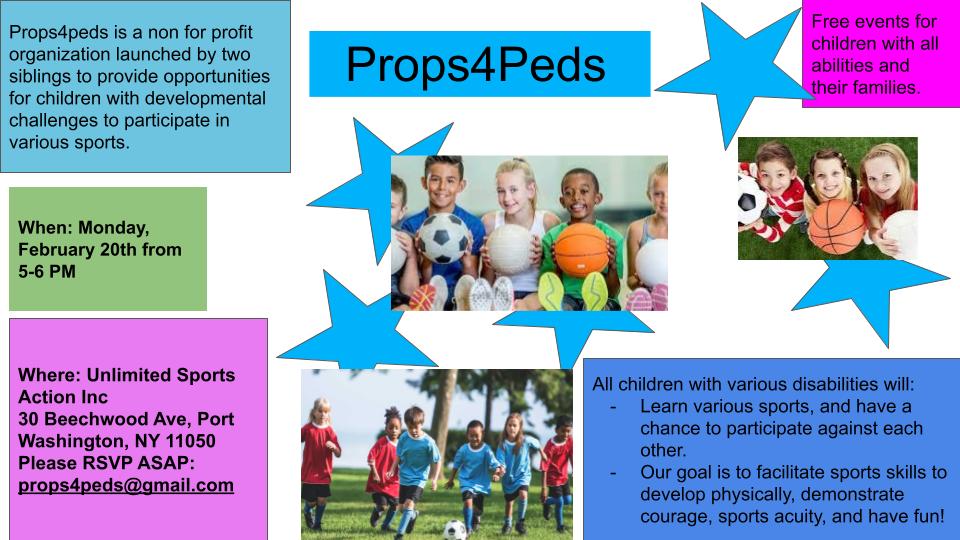 Props4peds is a non for profit
organization launched by two
siblings to provide opportunities
for children with developmental
challenges to participate in
various sports.
Props4Peds
Free events for
children with all
abilities and
their families.
When: Monday,
February 20th from
5-6 PM
Where: Unlimited Sports
Action Inc
30 Beechwood Ave, Port
Washington, NY 11050
Please RSVP ASAP:
props4peds@gmail.com
All children with various disabilities will:
- Learn various sports, and have a
chance to participate against each
other.
- Our goal is to facilitate sports skills to
develop physically, demonstrate
courage, sports acuity, and have fun!